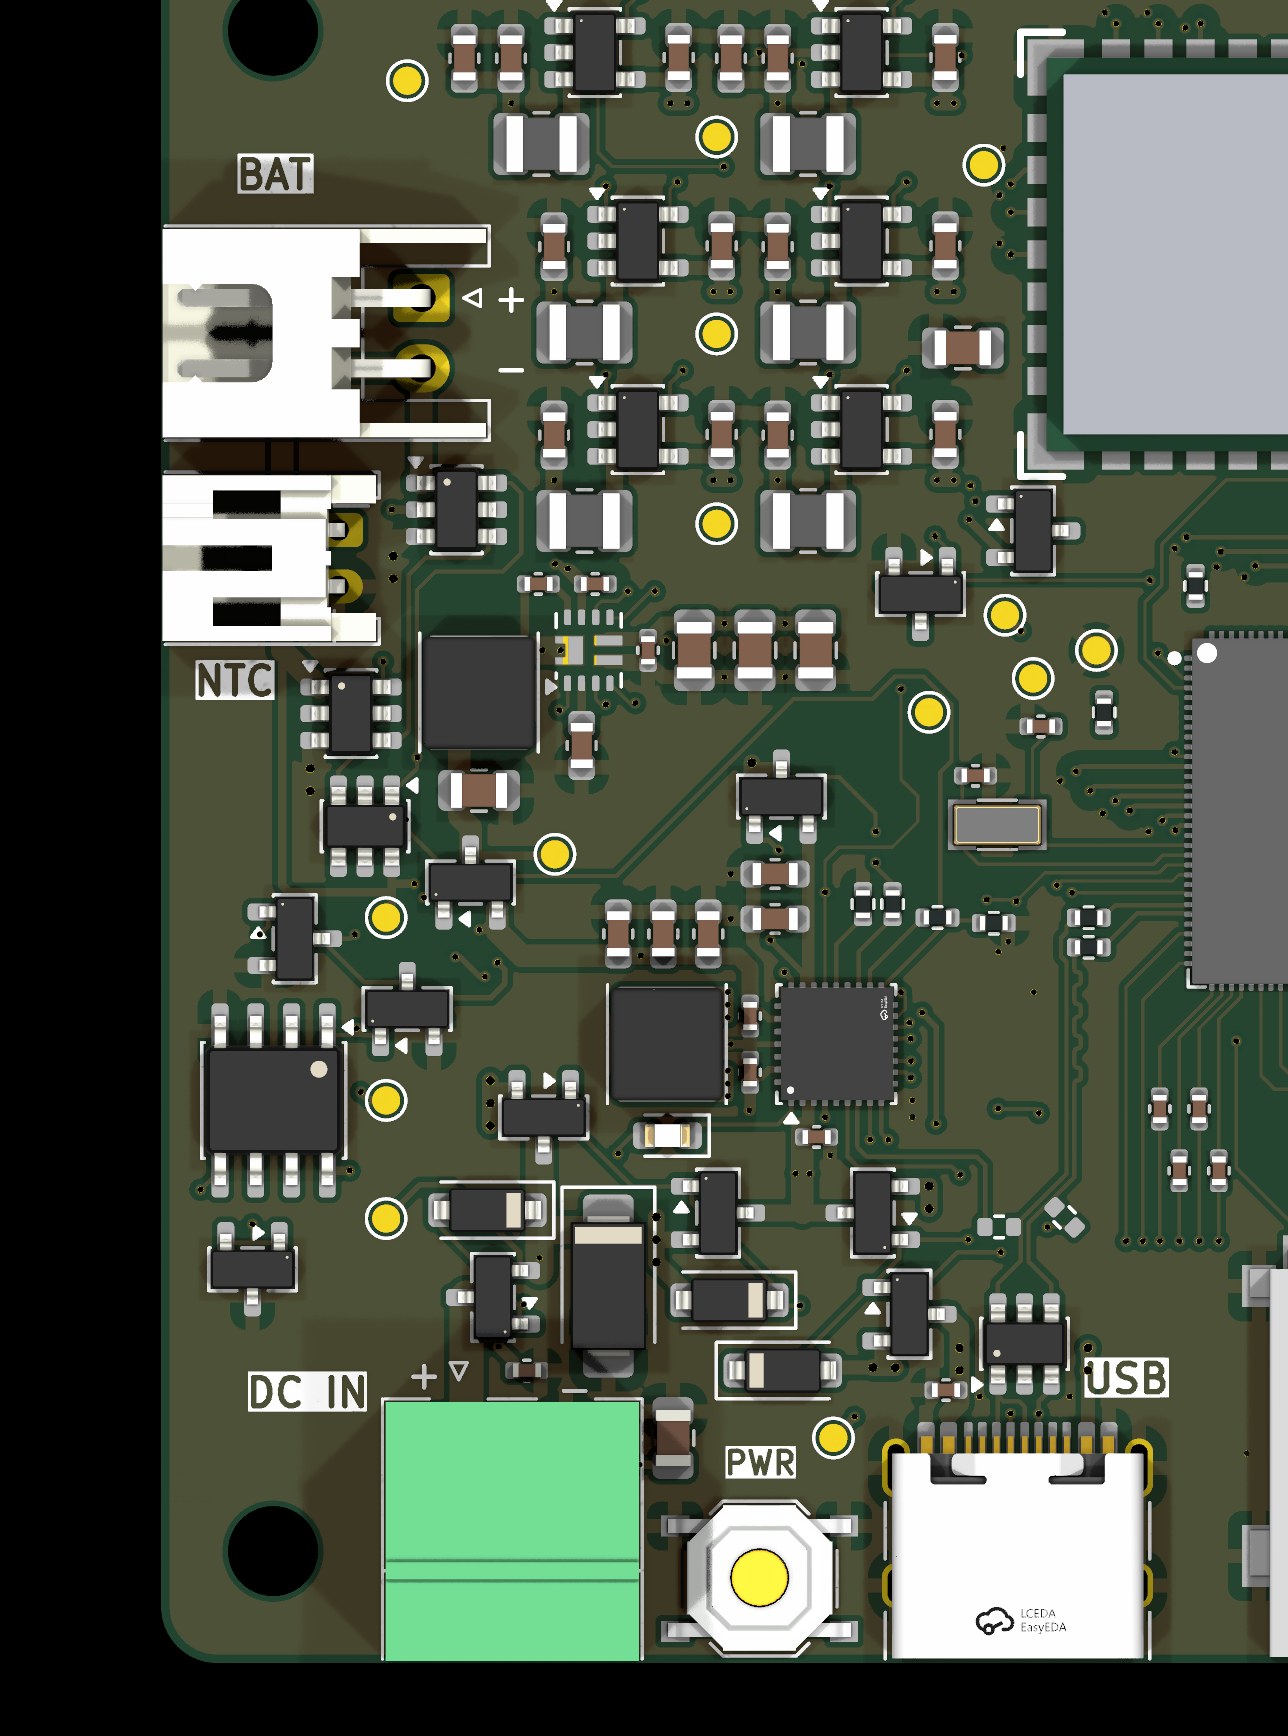 BAT
+
−
NTC
DC IN
+
−
USB
PWR
LCEDA
EasyEDA